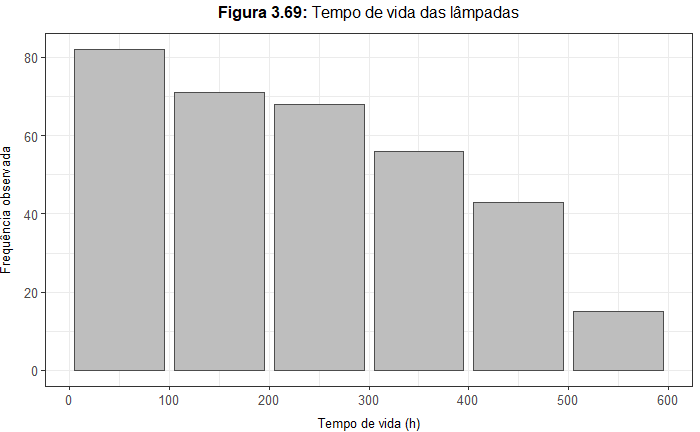 Figura 3.69: Tempo de vida das lâmpadas
Frequência observada
80
60
40
20
0
0 100 200 300 400 500 600
Tempo de vida (h)